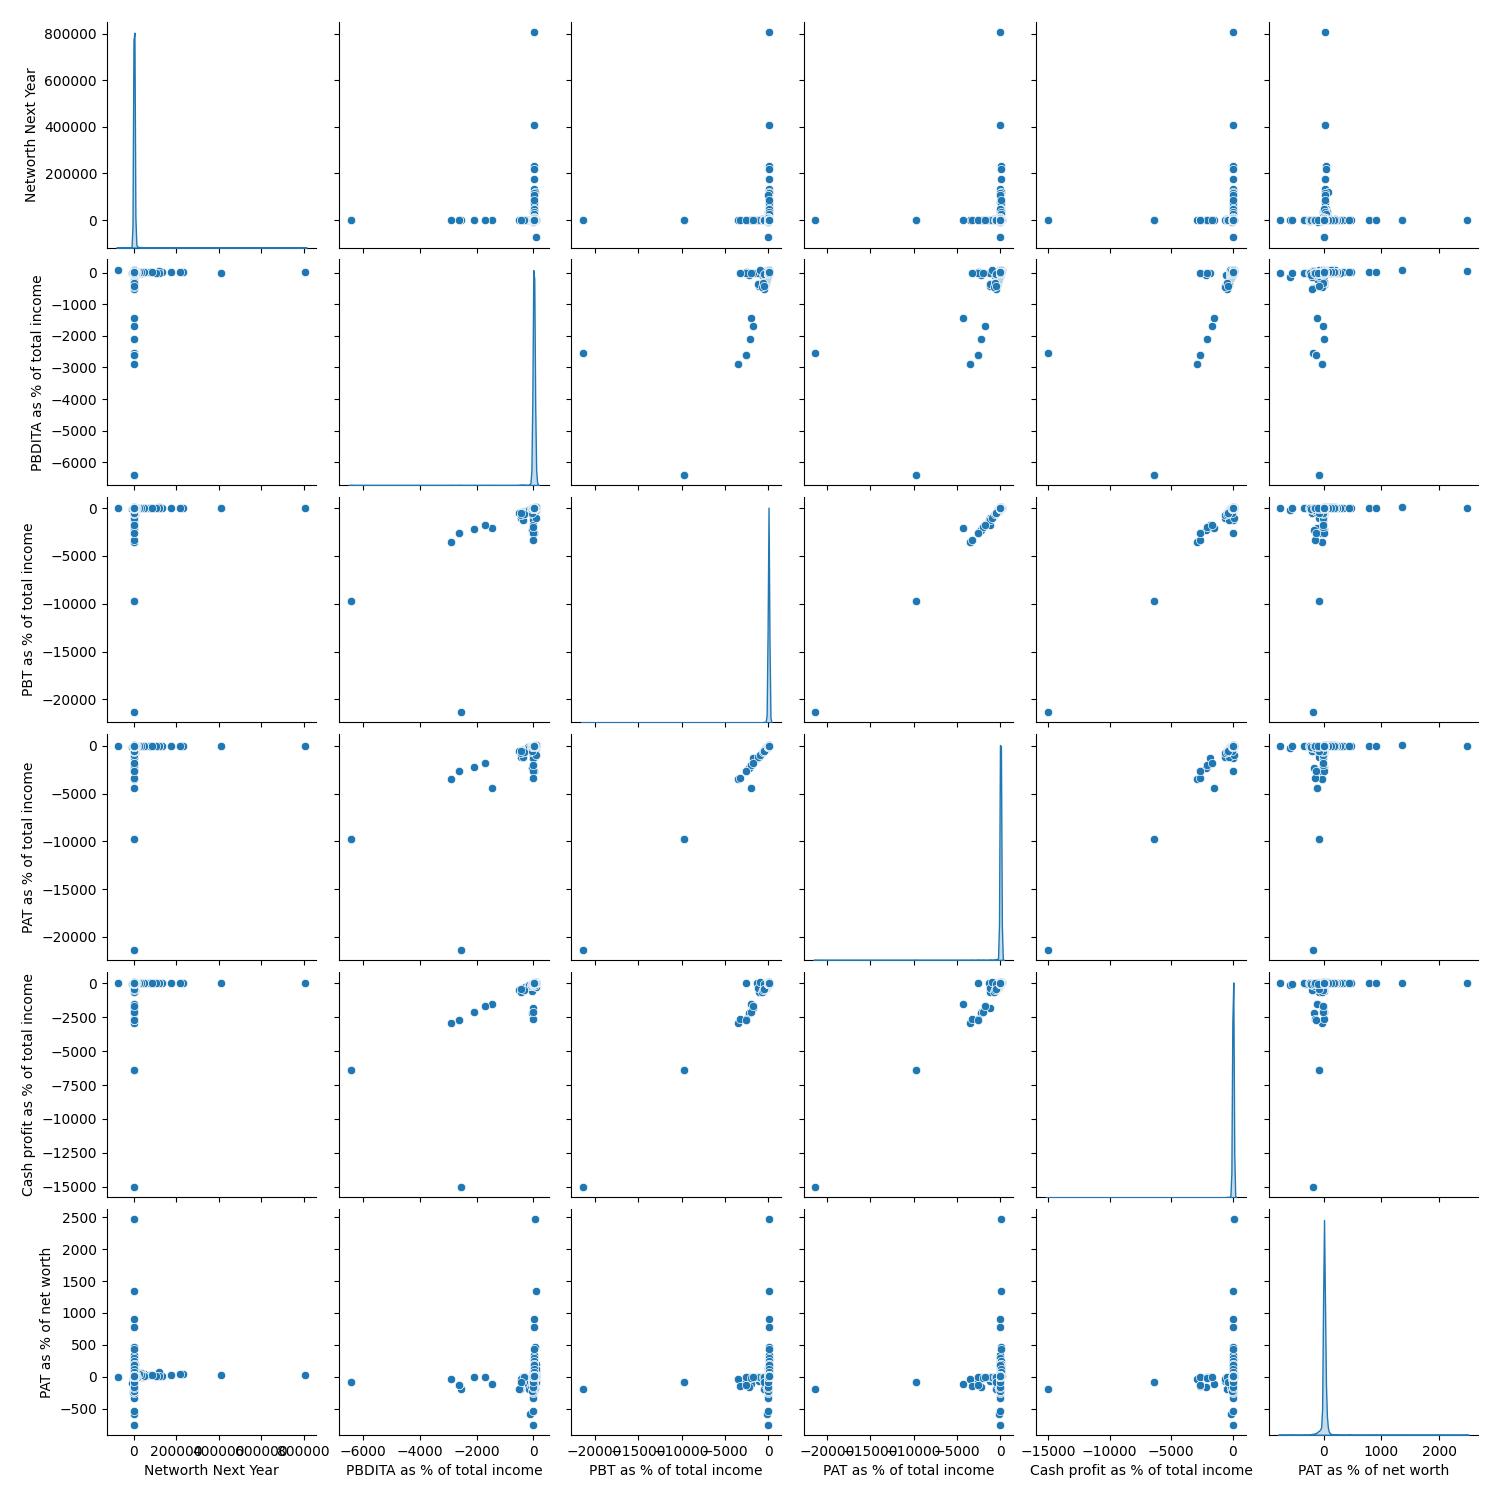 800000
600000
400000
200000
0
Networth Next Year
0
−1000
−2000
−3000
−4000
−5000
−6000
PBDITA as % of total income
0
−5000
−10000
−15000
−20000
PBT as % of total income
0
−5000
−10000
−15000
−20000
PAT as % of total income
0
−2500
−5000
−7500
−10000
−12500
−15000
Cash profit as % of total income
2500
2000
1500
1000
500
0
−500
PAT as % of net worth
0 200000 400000 600000 800000
−6000 −4000 −2000 0
−20000 −15000 −10000 −5000 0
−20000 −15000 −10000 −5000 0
−15000 −10000 −5000 0
0 1000 2000
Networth Next Year
PBDITA as % of total income
PBT as % of total income
PAT as % of total income
Cash profit as % of total income
PAT as % of net worth